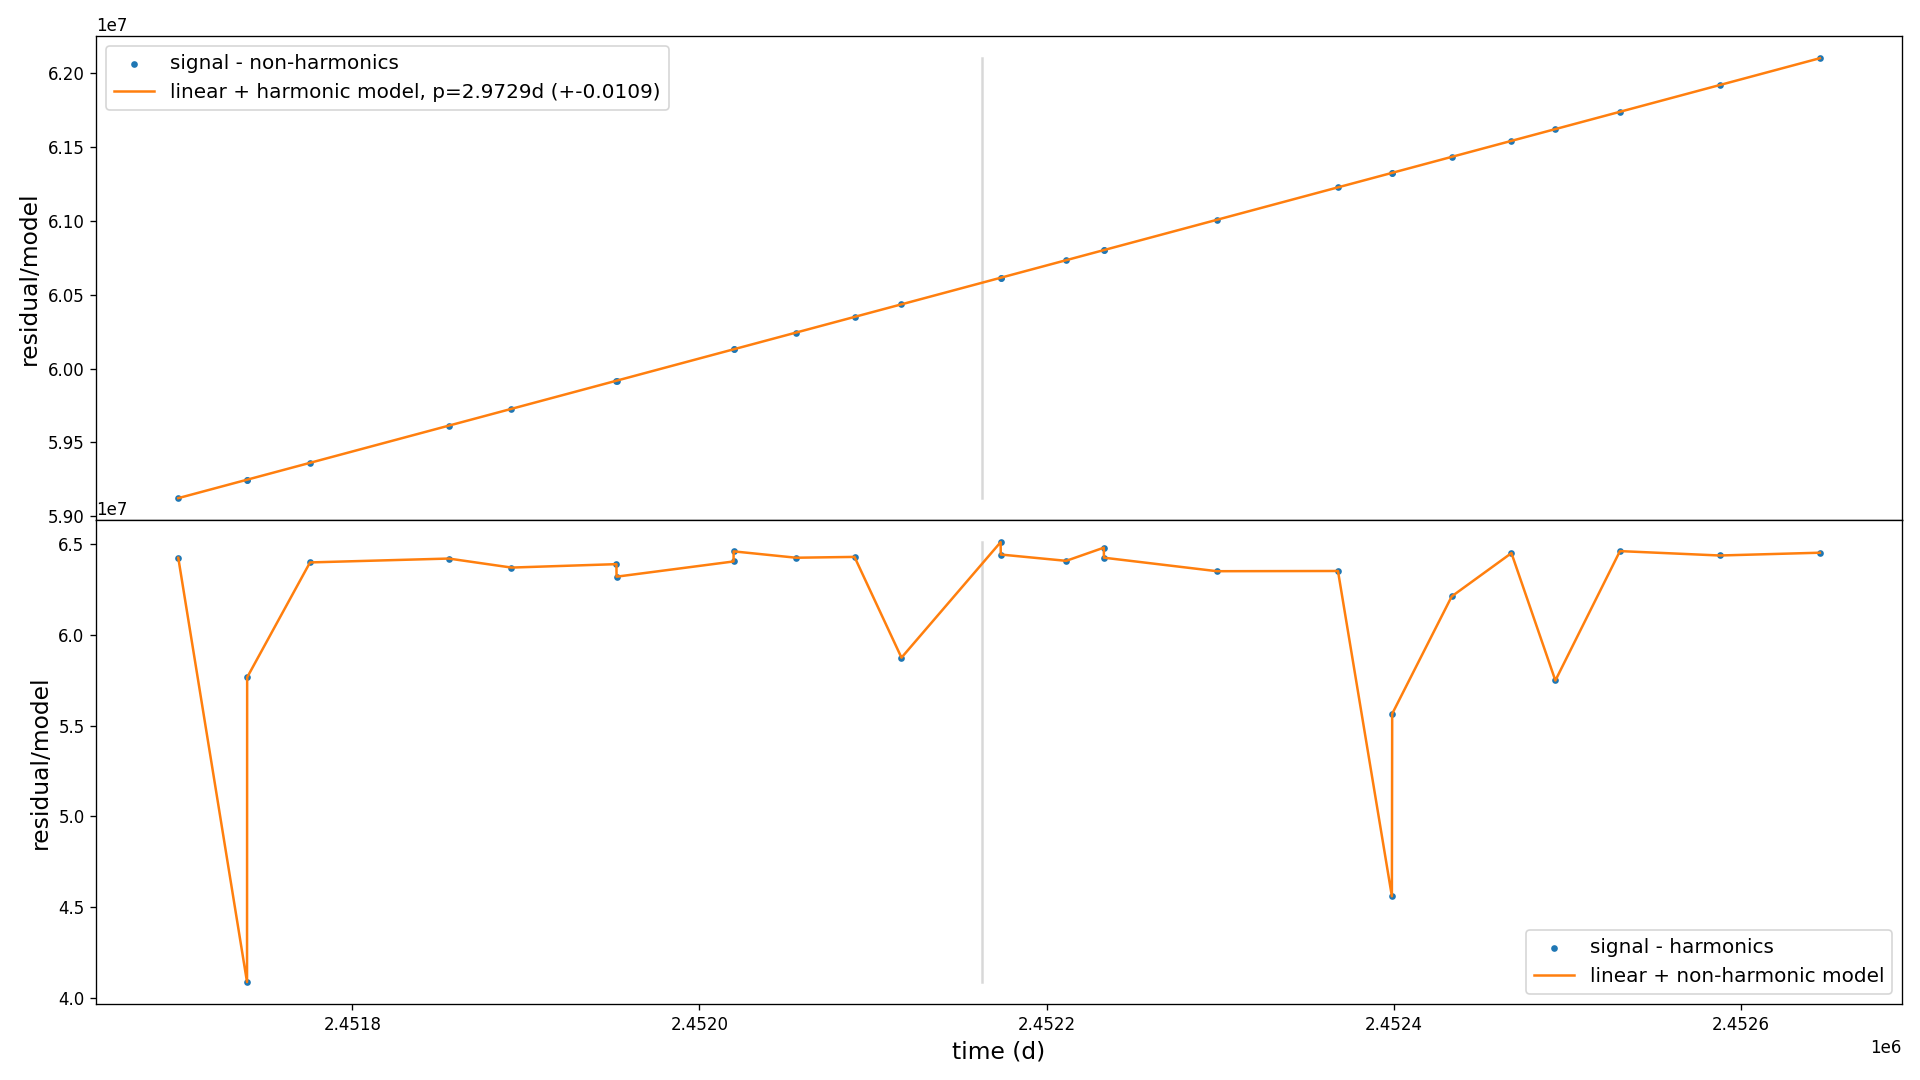 1e7
signal - non-harmonics
linear + harmonic model, p=2.9729d (+-0.0109)
6.20
6.15
6.10
6.05
6.00
5.95
5.90
residual/model
1e7
6.5
6.0
5.5
5.0
4.5
4.0
residual/model
signal - harmonics
linear + non-harmonic model
2.4518
2.4520
2.4522
2.4524
2.4526
time (d)
1e6